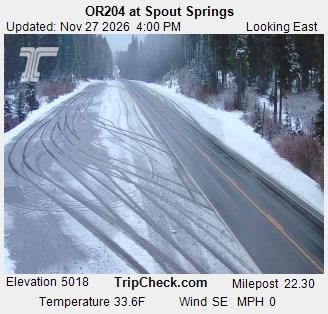 OR204 at Spout Springs
Updated: Nov 27 2026 4:00 PM Looking East
Elevation 5018 TripCheck.com Milepost 22.30
Temperature 33.6F Wind SE MPH 0